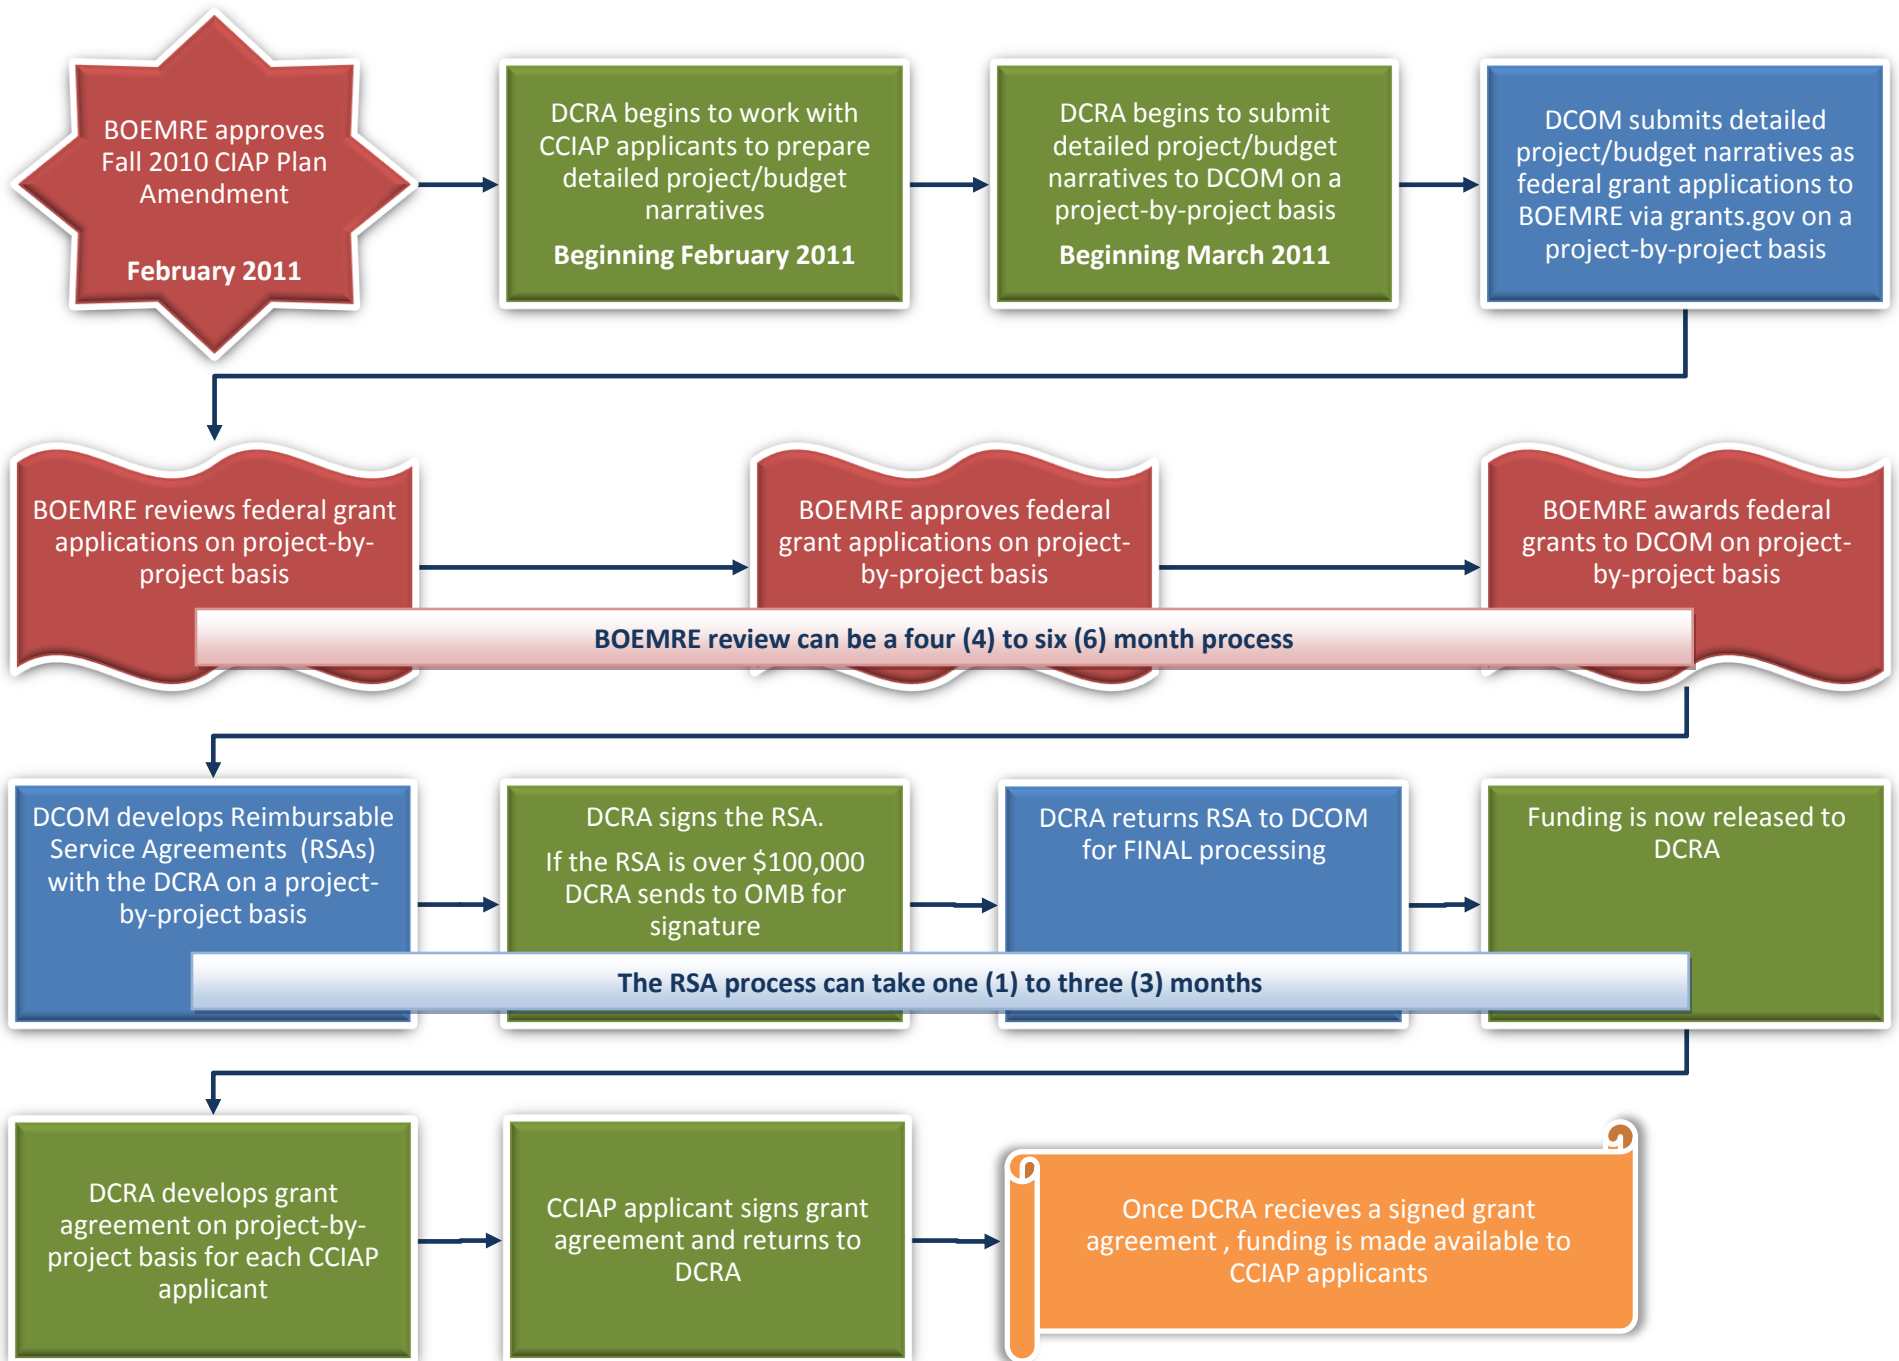 BOEMRE approves
Fall 2010 CIAP Plan
Amendment
February 2011
DCRA begins to work with
CCIAP applicants to prepare
detailed project/budget
narratives
Beginning February 2011
DCRA begins to submit
detailed project/budget
narratives to DCOM on a
project-by-project basis
Beginning March 2011
DCOM submits detailed
project/budget narratives as
federal grant applications to
BOEMRE via grants.gov on a
project-by-project basis
BOEMRE reviews federal grant
applications on project-by-
project basis
BOEMRE approves federal
grant applications on project-
by-project basis
BOEMRE awards federal
grants to DCOM on project-
by-project basis
BOEMRE review can be a four (4) to six (6) month process
DCOM develops Reimbursable
Service Agreements (RSAs)
with the DCRA on a project-
by-project basis
DCRA signs the RSA.
If the RSA is over $100,000
DCRA sends to OMB for
signature
DCRA returns RSA to DCOM
for FINAL processing
Funding is now released to
DCRA
The RSA process can take one (1) to three (3) months
DCRA develops grant
agreement on project-by-
project basis for each CCIAP
applicant
CCIAP applicant signs grant
agreement and returns to
DCRA
Once DCRA recieves a signed grant
agreement , funding is made available to
CCIAP applicants